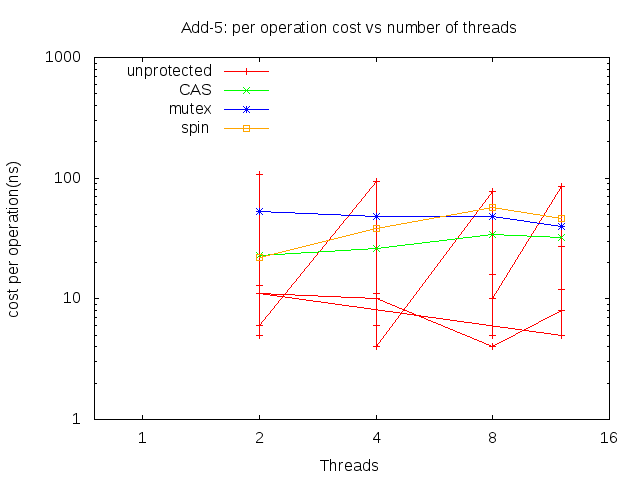 Add-5: per operation cost vs number of threads
1000
unprotected
CAS
mutex
spin
100
cost per operation(ns)
10
1
1 2 4 8 16
Threads